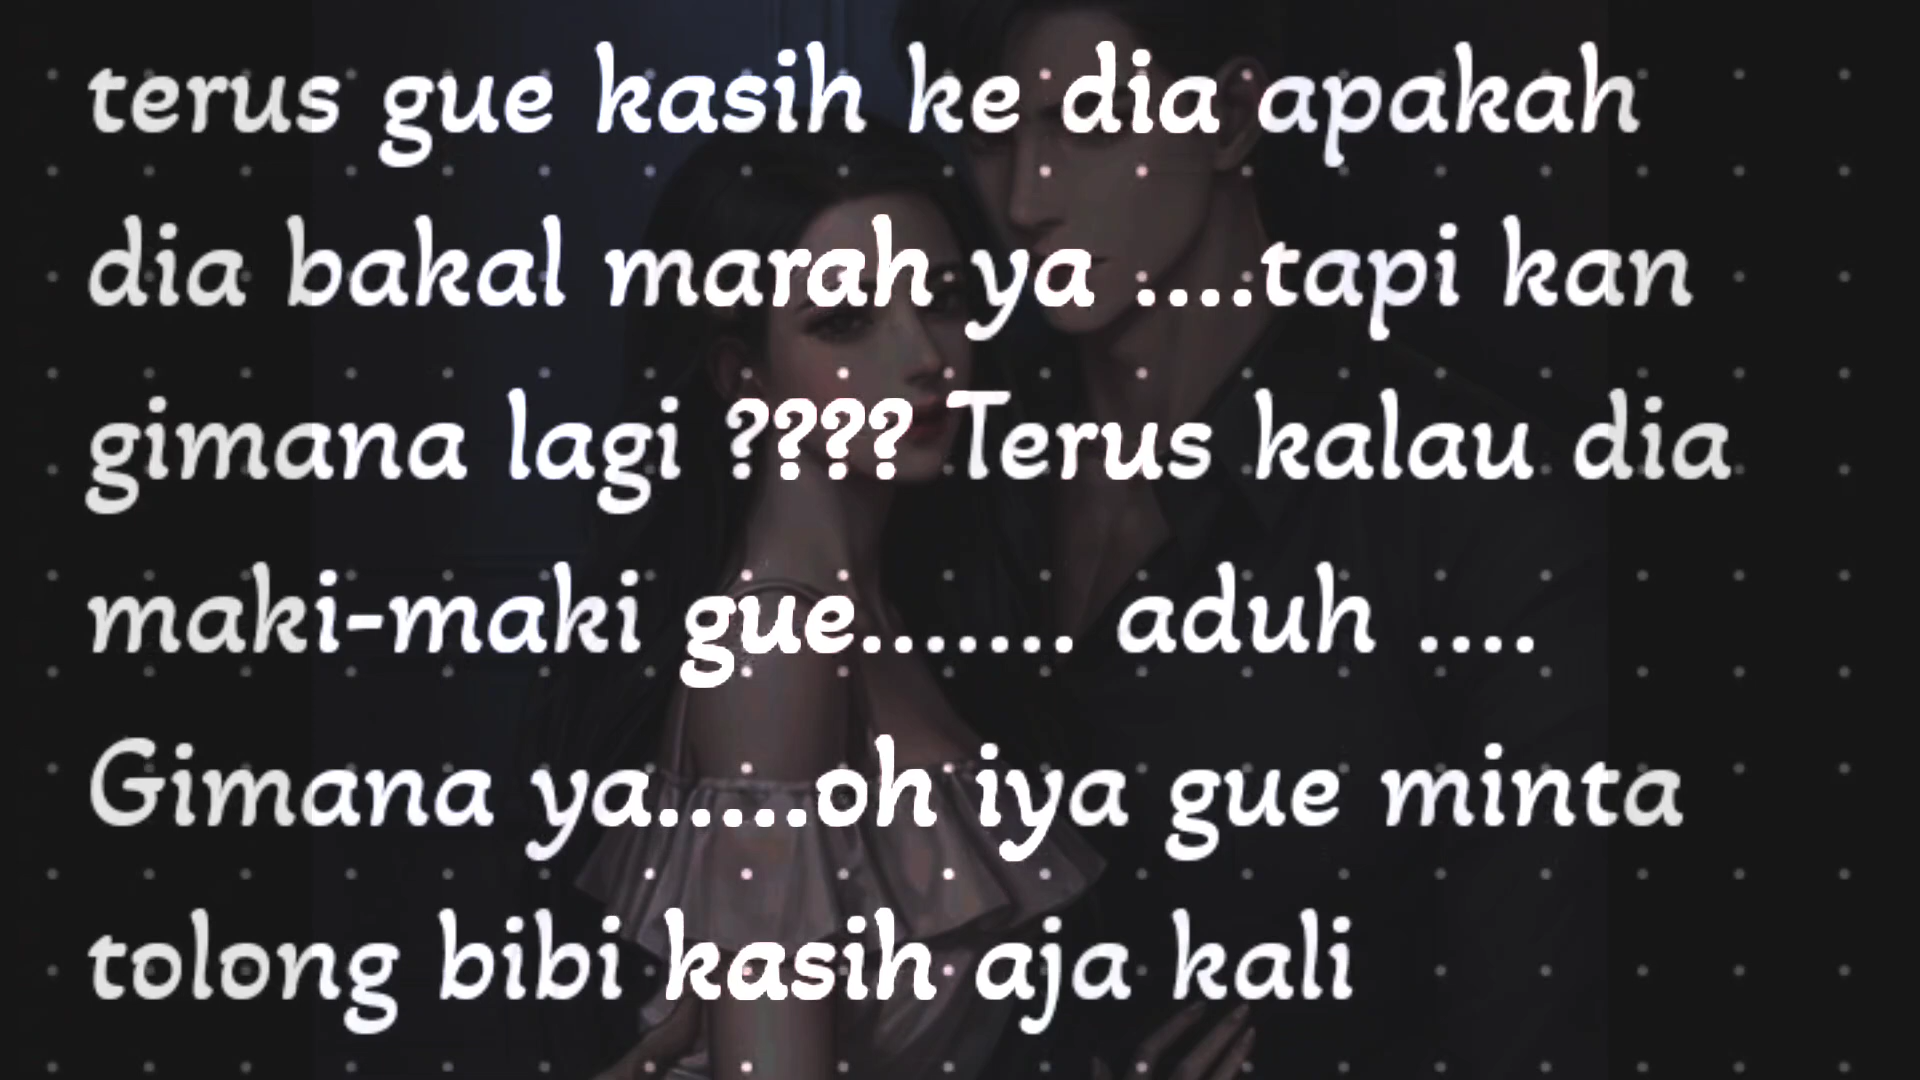 terus gue kasih ke dia apakah
dia bakal marah ya ....tapi kan
gimana lagi ???? Terus kalau dia
maki-maki gue....... aduh ....
Gimana ya.....oh iya gue minta
tolong bibi kasih aja kali